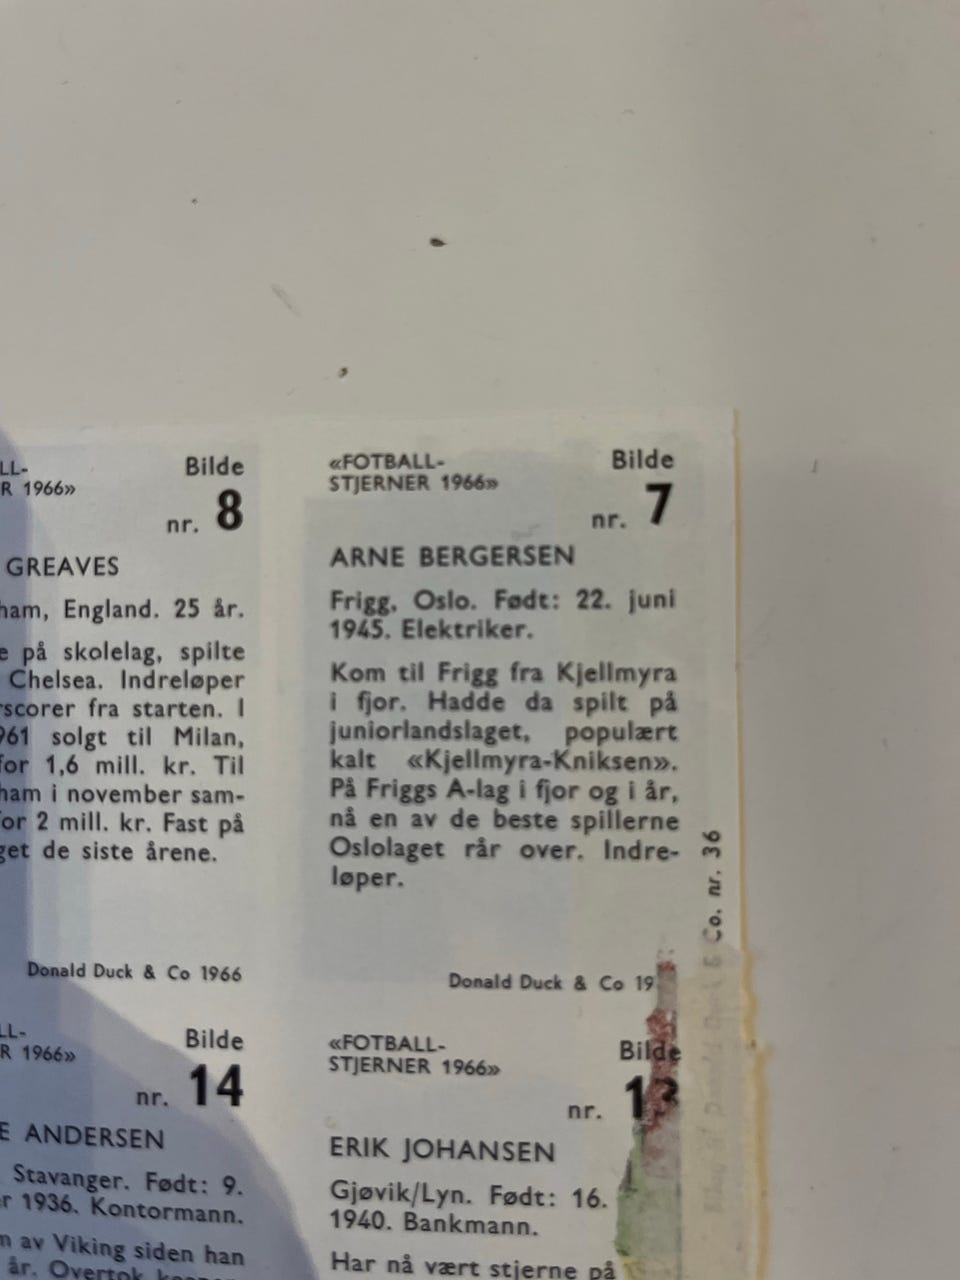 LL-
R 1966»
Bilde
nr. 8
GREAVES
ham, England. 25 år.
e på skolelag, spilte
Chelsea. Indreløper
rscorer fra starten. I
961 solgt til Milan,
for 1,6 mill. kr. Til
ham i november sam-
for 2 mill. kr. Fast på
get de siste årene.
Donald Duck & Co 1966
«FOTBALL-
STJERNER 1966»
Bilde
nr. 7
ARNE BERGERSEN
Frigg, Oslo. Født: 22. juni
1945. Elektriker.
Kom til Frigg fra Kjellmyra
i fjor. Hadde da spilt på
juniorlandslaget, populært
kalt «Kjellmyra-Kniksen».
På Friggs A-lag i fjor og i år,
nå en av de beste spillerne
Oslolaget rår over. Indre-
løper.
Donald Duck & Co 19
Donald Duck & Co. nr. 36
LL-
R 1966»
Bilde
nr. 14
E ANDERSEN
Stavanger. Født: 9.
r 1936. Kontormann.
m av Viking siden han
år. Overtok
«FOTBALL-
STJERNER 1966»
Bilde
nr. 13
ERIK JOHANSEN
Gjøvik/Lyn. Født: 16.
1940. Bankmann.
Har nå vært stjerne på